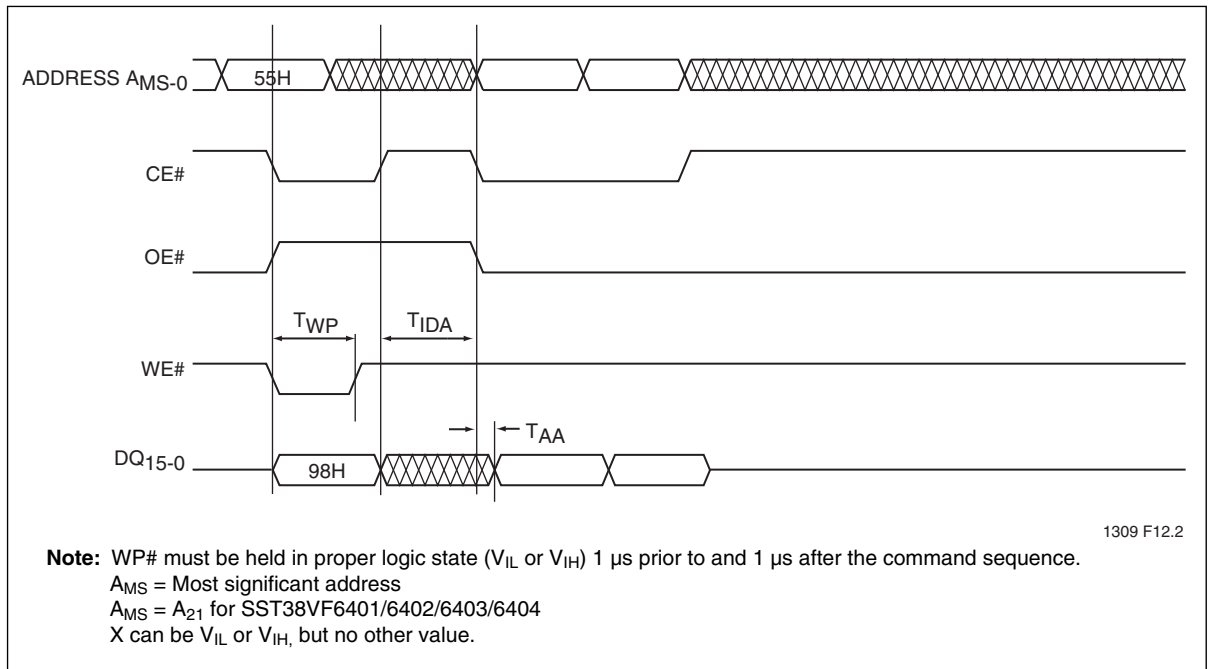 ADDRESS AMS-0
55H
CE#
OE#
TWP
TIDA
WE#
TAA
DQ15-0
98H
1309 F12.2
Note: WP# must be held in proper logic state (VIL or VIH) 1 µs prior to and 1 µs after the command sequence.
AMS = Most significant address
AMS = A21 for SST38VF6401/6402/6403/6404
X can be VIL or VIH, but no other value.